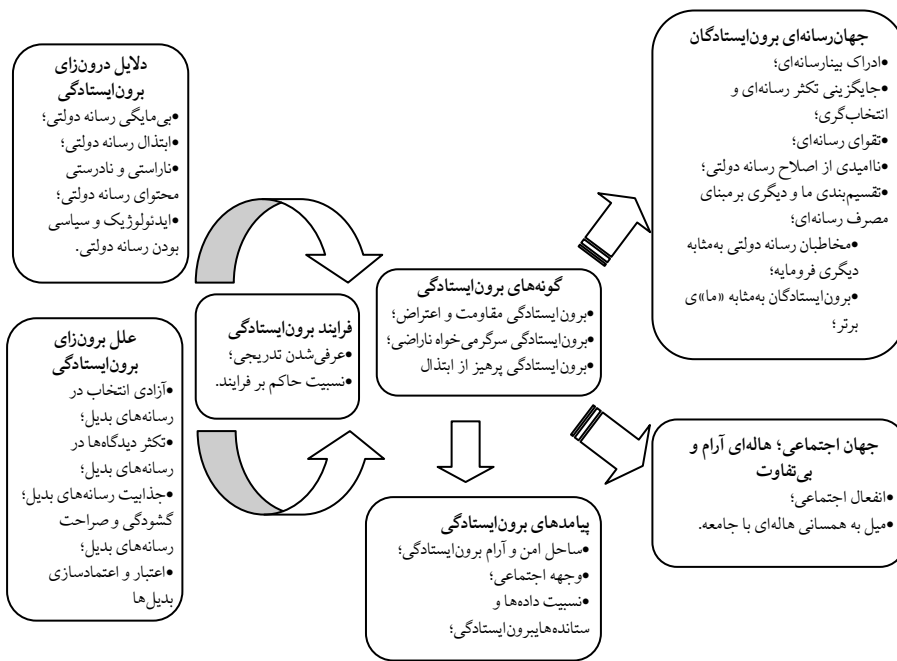 دلایل درون‌زای
برون‌ایستادگی
•بی‌مایگی رسانه دولتی؛
•ابتذال رسانه دولتی؛
•ناراستی و نادرستی
محتوای رسانه دولتی؛
•ایدئولوژیک و سیاسی
بودن رسانه دولتی.
علل برون‌زای
برون‌ایستادگی
•آزادی انتخاب در
رسانه‌های بدیل؛
•تکثر دیدگاه‌ها در
رسانه‌های بدیل؛
•جذابیت رسانه‌های بدیل؛
گشودگی و صراحت
رسانه‌های بدیل؛
•اعتبار و اعتمادسازی
بدیل‌ها
فرایند برون‌ایستادگی
•عرفی‌شدن تدریجی؛
•نسبیت حاکم بر فرایند.
گونه‌های برون‌ایستادگی
•برون‌ایستادگی مقاومت و اعتراض؛
•برون‌ایستادگی سرگرمی‌خواه ناراضی؛
•برون‌ایستادگی پرهیز از ابتذال
پیامدهای برون‌ایستادگی
•ساحل امن و آرام برون‌ایستادگی؛
•وجهه اجتماعی؛
•نسبیت داده‌ها و
ستانده‌هایبرون‌ایستادگی؛
جهان‌رسانه‌ای برون‌ایستادگان
•ادراک بینارسانه‌ای؛
•جایگزینی تکثر رسانه‌ای و
انتخاب‌گری؛
•تقوای رسانه‌ای؛
•ناامیدی از اصلاح رسانه دولتی؛
•تقسیم‌بندی ما و دیگری برمبنای
مصرف رسانه‌ای؛
•مخاطبان رسانه دولتی به‌مثابه
دیگری فرومایه؛
•برون‌ایستادگان به‌مثابه «ما»ی
برتر؛
جهان اجتماعی؛ هاله‌ای آرام و
بی‌تفاوت
•انفعال اجتماعی؛
•میل به همسانی هاله‌ای با جامعه.